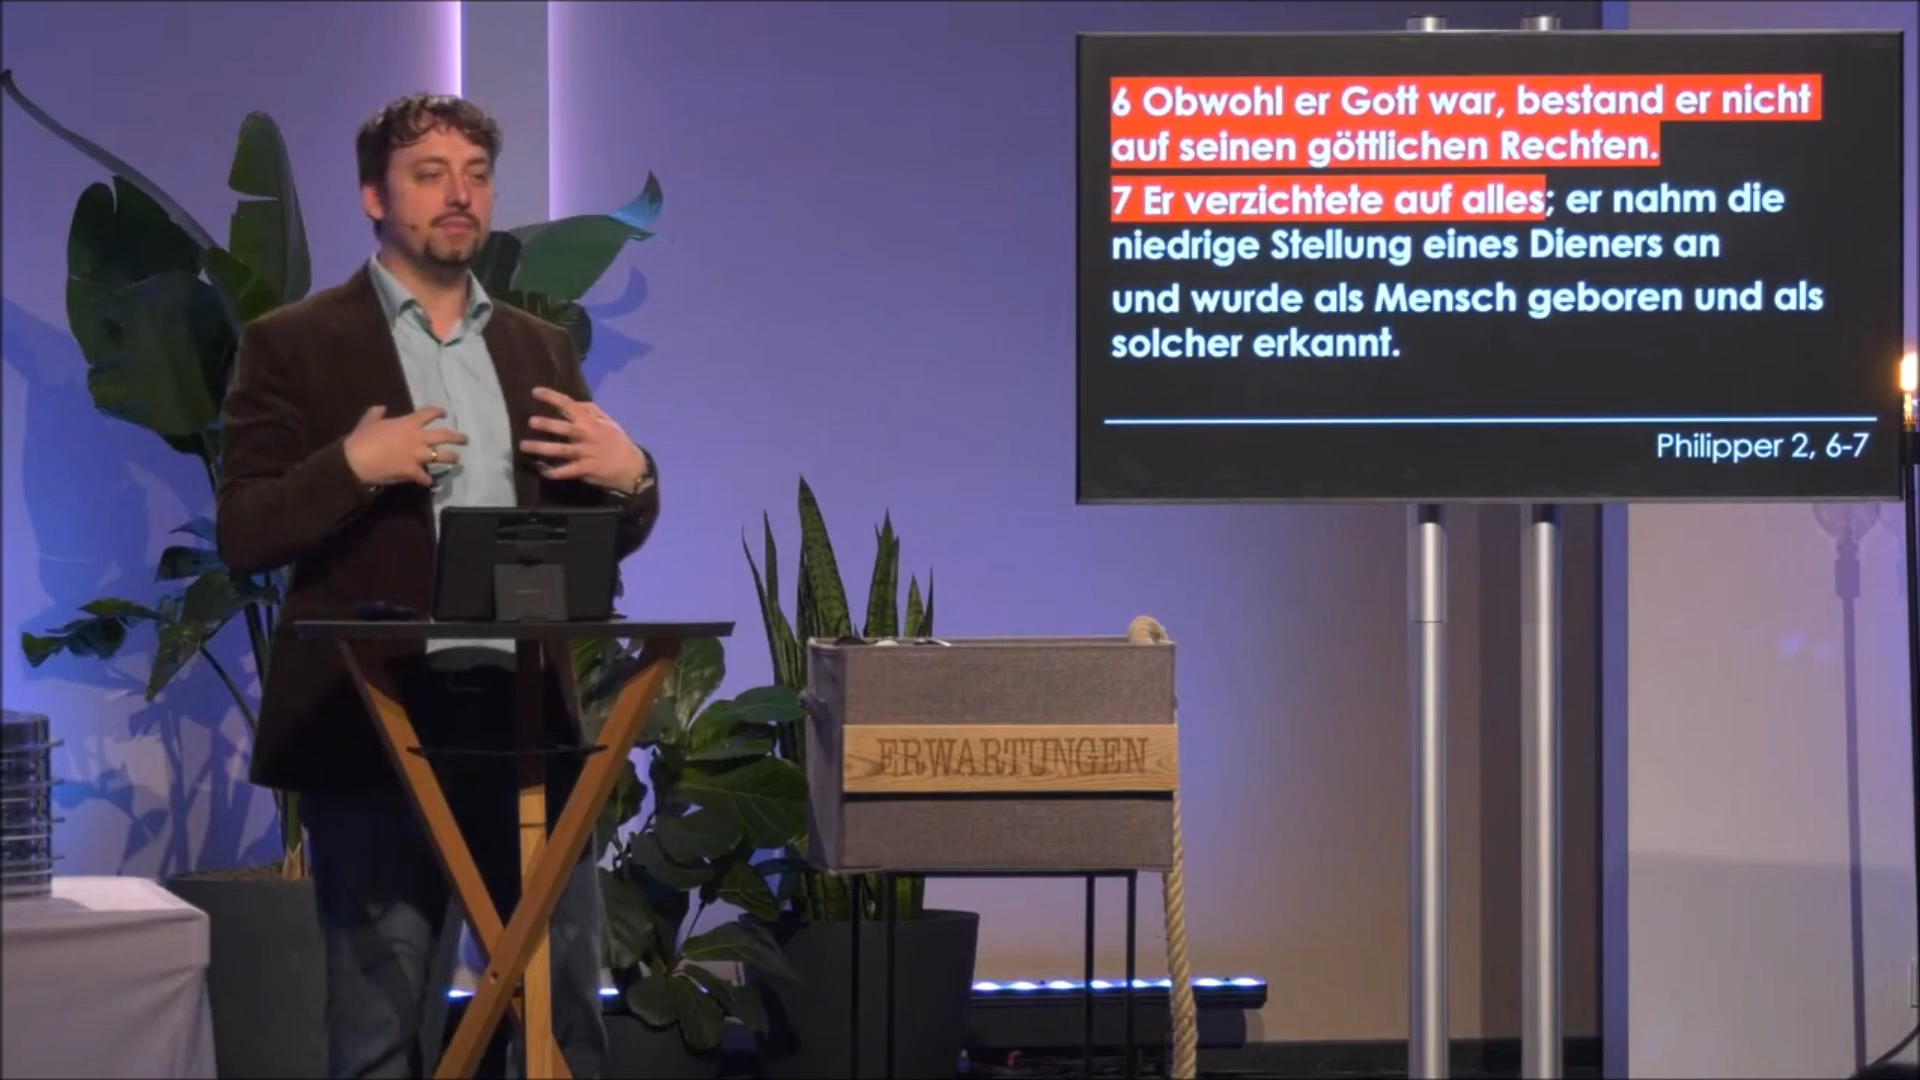 6 Obwohl er Gott war, bestand er nicht
auf seinen göttlichen Rechten.
7 Er verzichtete auf alles; er nahm die
niedrige Stellung eines Dieners an
und wurde als Mensch geboren und als
solcher erkannt.
Philipper 2, 6-7
ERWARTUNGEN